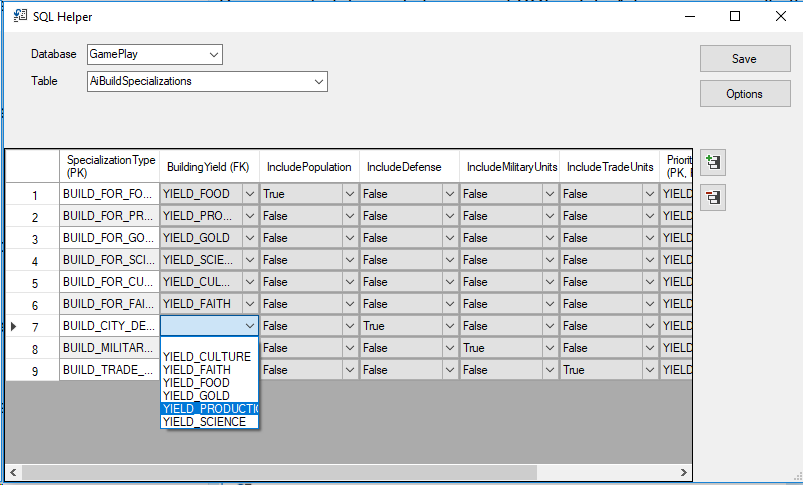 SQL Helper
Database GamePlay Save
Table AiBuildSpecializations
Options
SpecializationType (PK) BuildingYield (FK) IncludePopulation IncludeDefense IncludeMilitaryUnits IncludeTradeUnits Priorit (PK,
1 BUILD_FOR_FO... YIELD_FOOD True False False False YIELD
2 BUILD_FOR_PR... YIELD_PRO... False False False False YIELD
3 BUILD_FOR_GO... YIELD_GOLD False False False False YIELD
4 BUILD_FOR_SCI... YIELD_SCIE... False False False False YIELD
5 BUILD_FOR_CU... YIELD_CUL... False False False False YIELD
6 BUILD_FOR_FAI... YIELD_FAITH False False False False YIELD
7 BUILD_CITY_DE... False True False False YIELD
8 BUILD_MILITAR... False False True False YIELD
9 BUILD_TRADE_... False False False True YIELD
YIELD_CULTURE
YIELD_FAITH
YIELD_FOOD
YIELD_GOLD
YIELD_PRODUCTIO
YIELD_SCIENCE